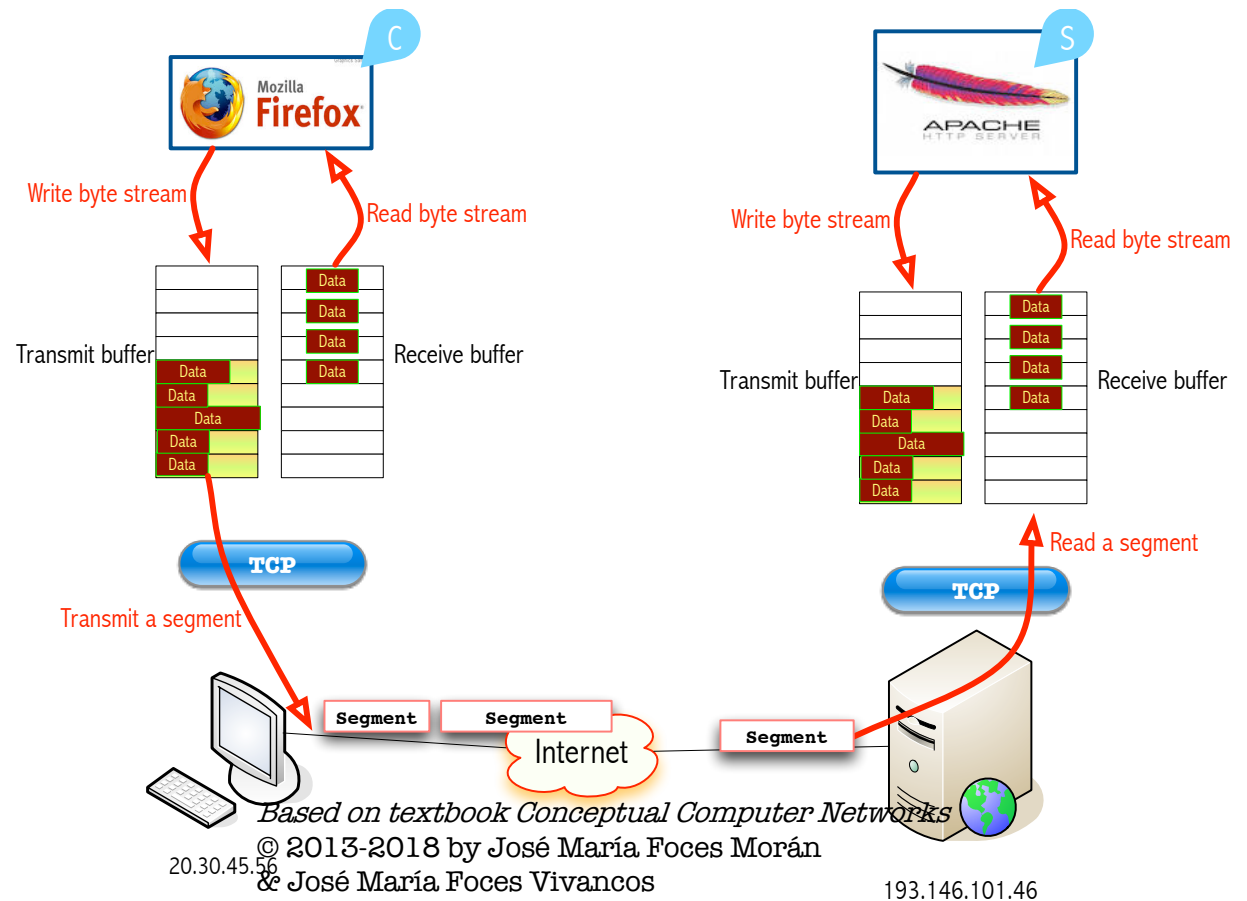 C
S
Mozilla
Firefox
APACHE
HTTP SERVER
Write byte stream
Read byte stream
Write byte stream
Read byte stream
Data
Data
Data
Data
Transmit buffer
Receive buffer
Data
Data
Data
Data
Data
Data
Data
Data
Data
Transmit buffer
Receive buffer
Data
Data
Data
Data
Data
TCP
Read a segment
TCP
Transmit a segment
Segment
Segment
Segment
Internet
Based on textbook Conceptual Computer Networks
© 2013-2018 by José María Foces Morán
20.30.45.56
& José María Foces Vivancos
193.146.101.46